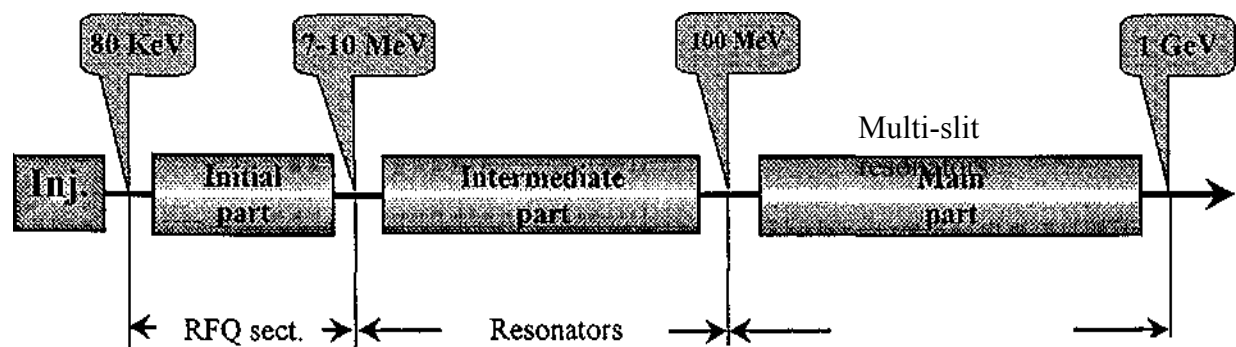 80 KeV
7-10 MeV
100 MeV
1 GeV
Multi-slit
resonators
Inj.
Initial
part
Intermediate
part
Main
part
RFQ sect.
Resonators